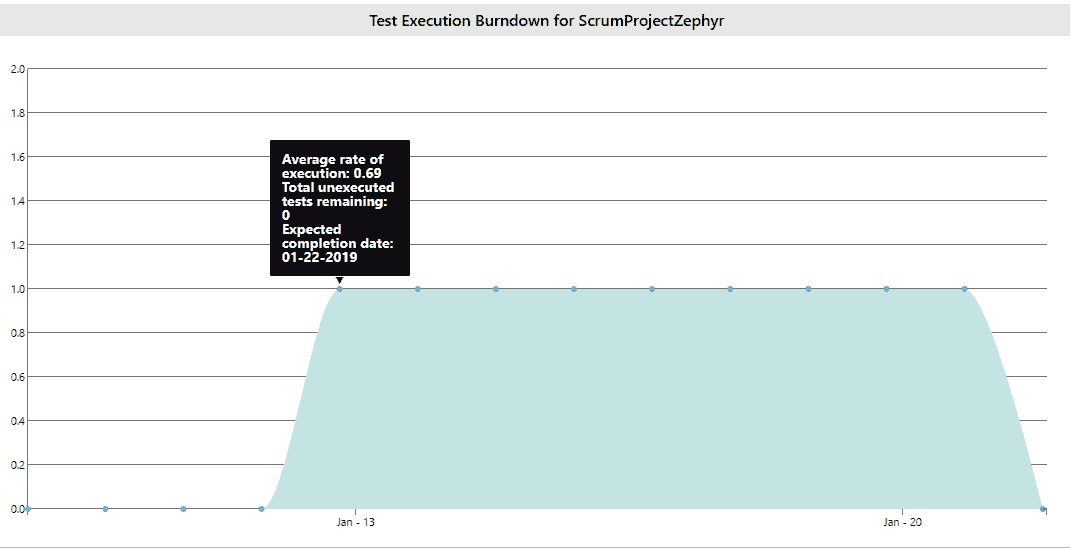 Test Execution Burndown for ScrumProjectZephyr
2.0
1.8
1.6
Average rate of
execution: 0.69
Total unexecuted
tests remaining:
0
Expected
completion date:
01-22-2019
1.4
1.2
1.0
0.8
0.6
0.4
0.2
0.0
Jan - 13
Jan - 20